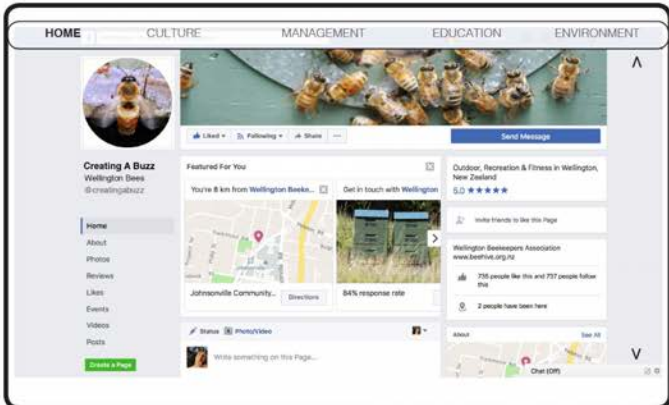 HOME CULTURE MANAGEMENT EDUCATION ENVIRONMENT
Liked Following Share ...
Send Message
Creating A Buzz
Wellington Bees
@creatingabuzz
Home
About
Photos
Reviews
Likes
Events
Videos
Posts
Create a Page
Featured For You
You're 8 km from Wellington Beeke...
Johnsonville Community...
Directions
Get in touch with Wellington
84% response rate
Status Photo/Video
Write something on this Page...
Outdoor, Recreation & Fitness in Wellington,
New Zealand
5.0 ★★★★★
Invite friends to like this Page
Wellington Beekeepers Association
www.beehive.org.nz
people like this and 737 people follow
this
2 people have been here
About See All
Chat (Off)